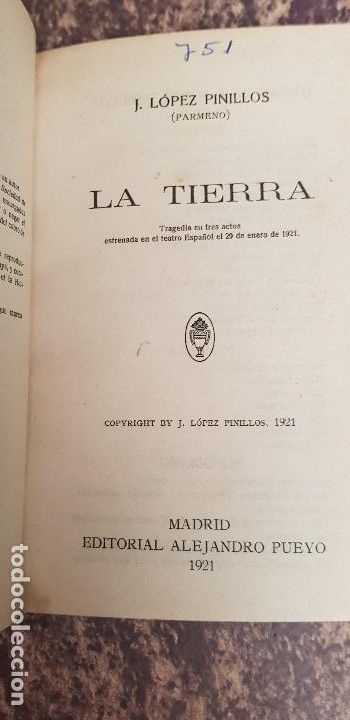 751
J. LÓPEZ PINILLOS
(PARMENO)
LA TIERRA
Tragedia en tres actos
estrenada en el teatro Español el 29 de enero de 1921.
COPYRIGHT BY J. LÓPEZ PINILLOS, 1921
MADRID
EDITORIAL ALEJANDRO PUEYO
1921
todocoleccion